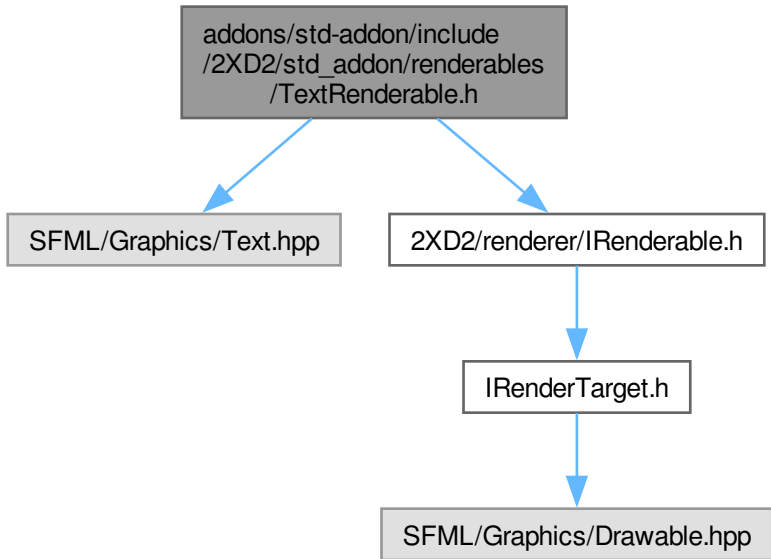 addons/std-addon/include
/2XD2/std_addon/renderables
/TextRenderable.h
SFML/Graphics/Text.hpp
2XD2/renderer/IRenderable.h
IRenderTarget.h
SFML/Graphics/Drawable.hpp